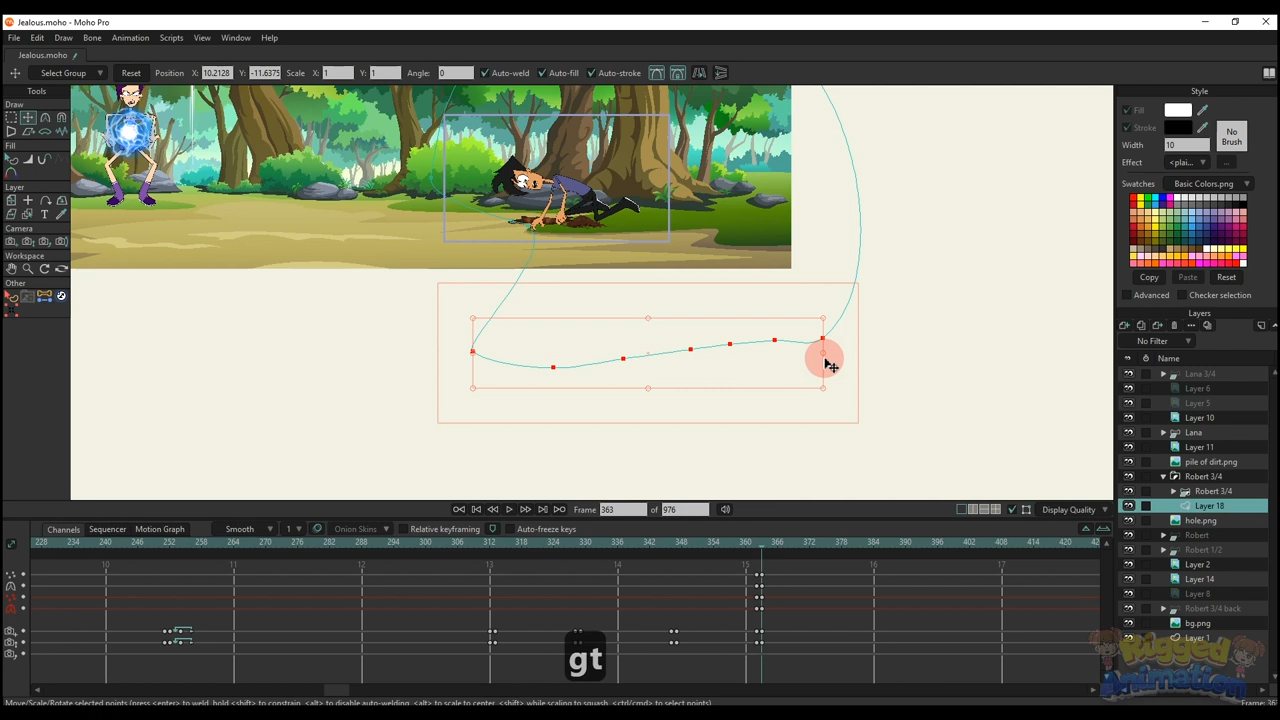 Jealous.moho - Moho Pro
File Edit Draw Bone Animation Scripts View Window Help
Jealous.moho
Select Group Reset Position X: 10.2128 Y: -11.6375 Scale X: 1 Y: 1 Angle: 0 Auto-weld Auto-fill Auto-stroke
Tools
Draw
Fill
Layer
Camera
Workspace
Other
Style
Fill
Stroke
No Brush
Width 10
Effect <plai... ...
Swatches Basic Colors.png
Copy Paste Reset
Advanced Checker selection
Layers
No Filter
Name
Lana 3/4
Layer 6
Layer 5
Layer 10
Lana
Layer 11
pile of dirt.png
Robert 3/4
Robert 3/4
Layer 18
hole.png
Robert
Robert 1/2
Layer 2
Layer 14
Layer 8
Robert 3/4 back
bg.png
Layer 1
Frame 363 of 976 Display Quality
Channels Sequencer Motion Graph Smooth 1 Onion Skins Relative keyframing Auto-freeze keys
228 234 240 246 252 258 264 270 276 282 288 294 300 306 312 318 324 330 336 342 348 354 360 366 372 378 384 390 396 402 408 414 420
10 11 12 13 14 15 16 17
gt
Rigged Animation
Move/Scale/Rotate selected points (press <enter> to weld, hold <shift> to constrain, <alt> to disable auto-welding, <alt> to scale to center, <shift> while scaling to squash, <ctrl/cmd> to select points)